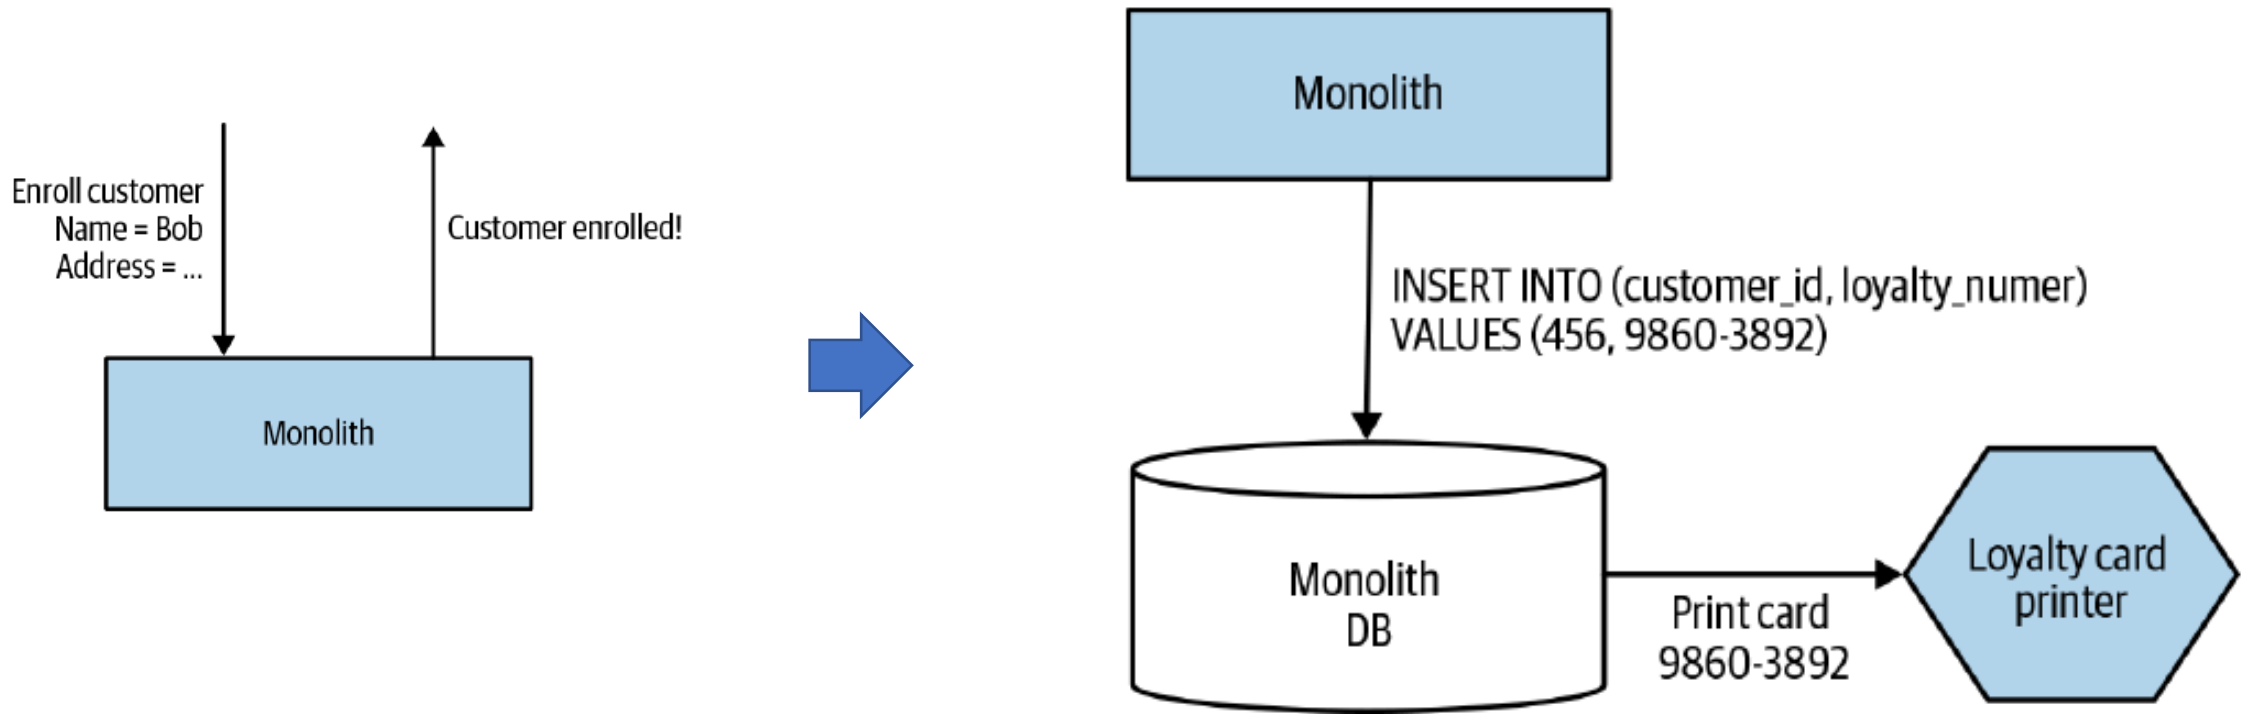 Enroll customer
Name = Bob
Address = ...
Customer enrolled!
Monolith
Monolith
INSERT INTO (customer_id, loyalty_numer)
VALUES (456, 9860-3892)
Monolith
DB
Print card
9860-3892
Loyalty card
printer